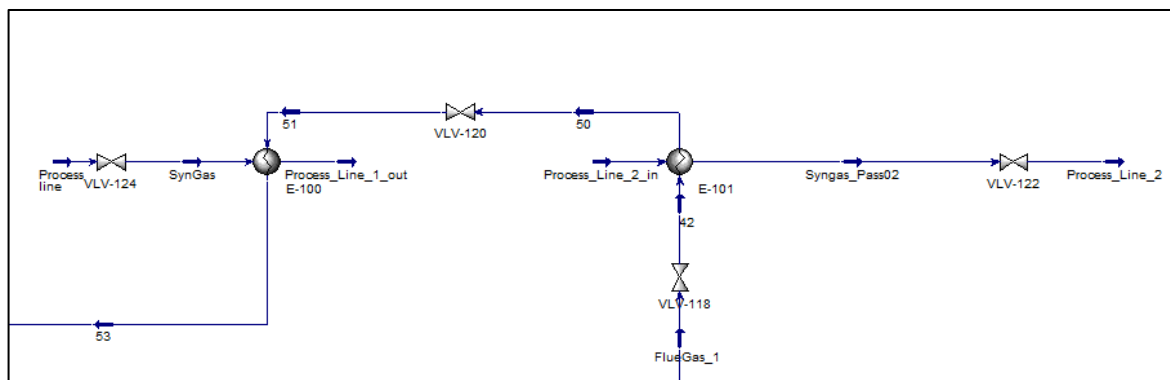 51
VLV-120
50
Process
line
VLV-124
SynGas
Process_Line_1_out
E-100
Process_Line_2_in
E-101
Syngas_Pass02
VLV-122
Process_Line_2
42
VLV-118
53
FlueGas_1